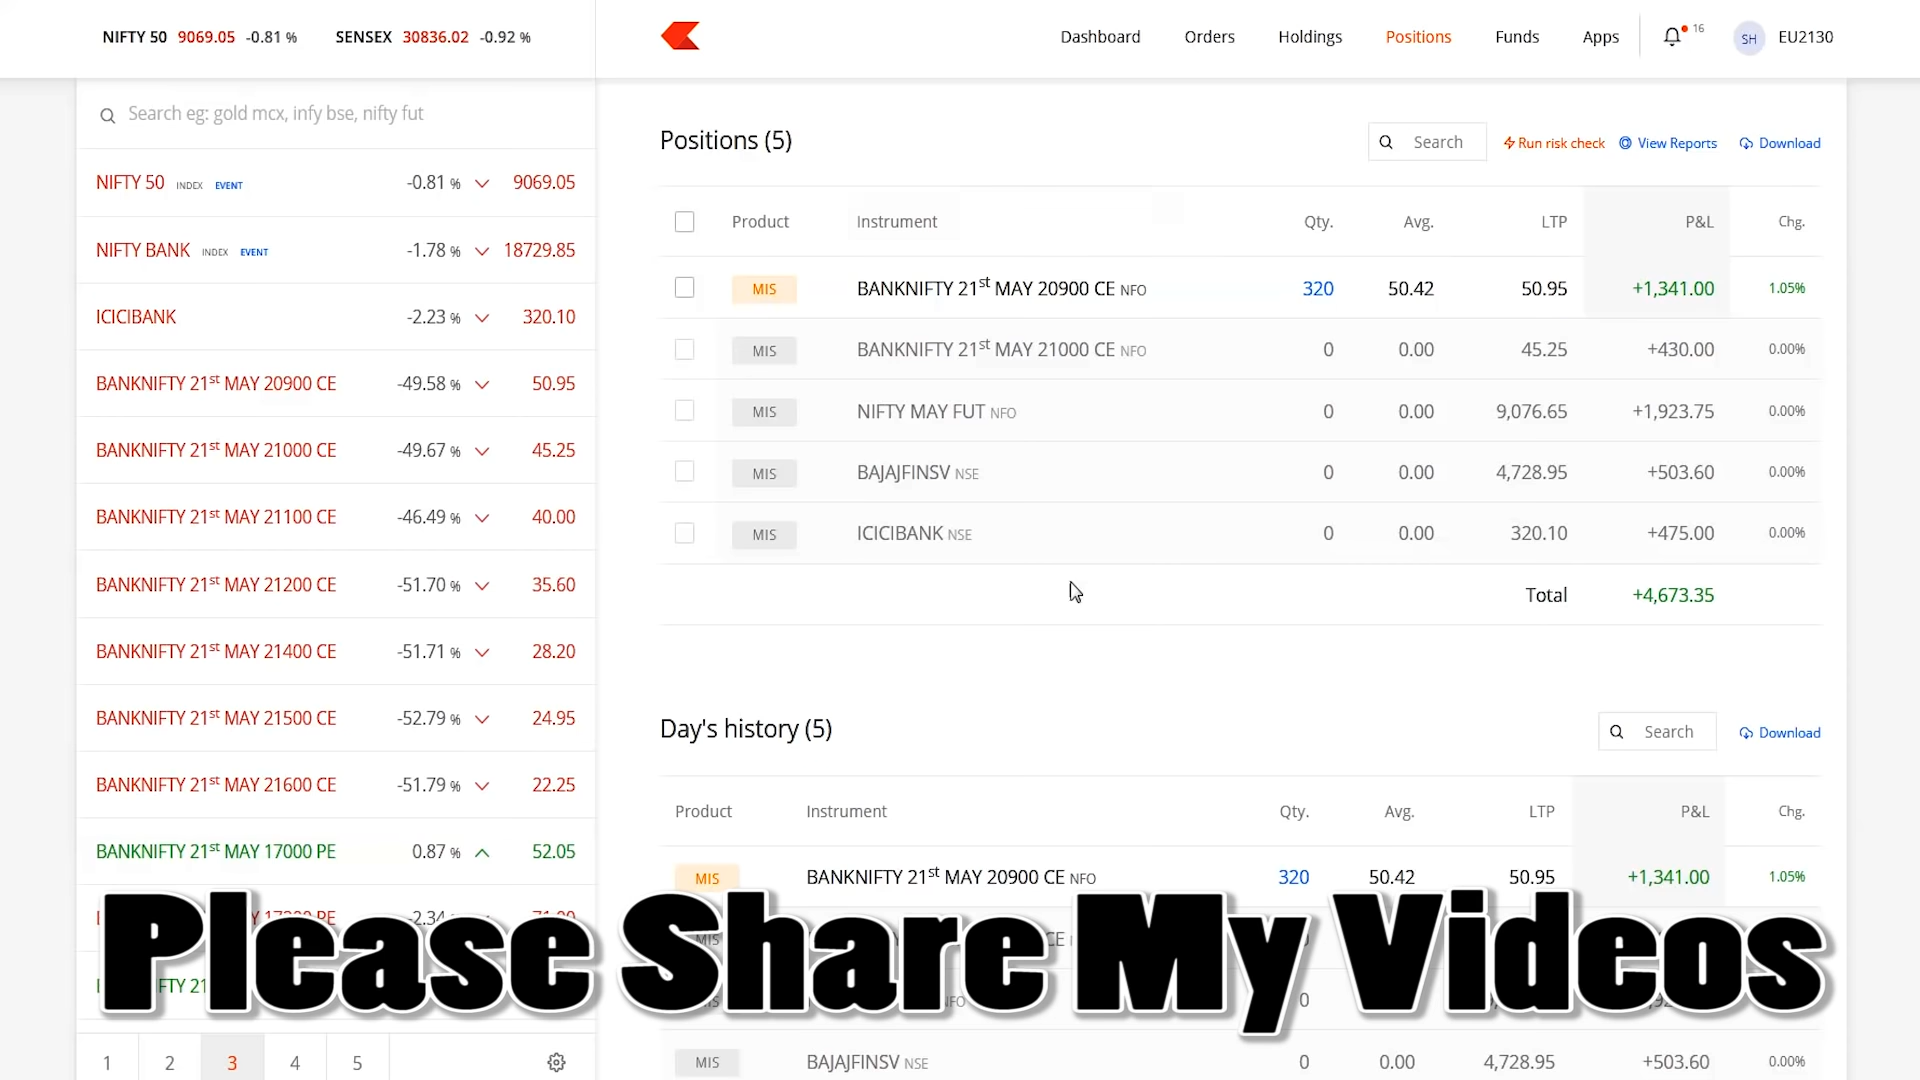 NIFTY 50 9069.05 -0.81 % SENSEX 30836.02 -0.92 %
Dashboard Orders Holdings Positions Funds Apps 16 SH EU2130
Search eg: gold mcx, infy bse, nifty fut
NIFTY 50 INDEX EVENT -0.81 % 9069.05
NIFTY BANK INDEX EVENT -1.78 % 18729.85
ICICIBANK -2.23 % 320.10
BANKNIFTY 21st MAY 20900 CE -49.58 % 50.95
BANKNIFTY 21st MAY 21000 CE -49.67 % 45.25
BANKNIFTY 21st MAY 21100 CE -46.49 % 40.00
BANKNIFTY 21st MAY 21200 CE -51.70 % 35.60
BANKNIFTY 21st MAY 21400 CE -51.71 % 28.20
BANKNIFTY 21st MAY 21500 CE -52.79 % 24.95
BANKNIFTY 21st MAY 21600 CE -51.79 % 22.25
BANKNIFTY 21st MAY 17000 PE 0.87 % 52.05
1 2 3 4 5
Positions (5) Search Run risk check View Reports Download
Product Instrument Qty. Avg. LTP P&L Chg.
MIS BANKNIFTY 21st MAY 20900 CE NFO 320 50.42 50.95 +1,341.00 1.05%
MIS BANKNIFTY 21st MAY 21000 CE NFO 0 0.00 45.25 +430.00 0.00%
MIS NIFTY MAY FUT NFO 0 0.00 9,076.65 +1,923.75 0.00%
MIS BAJAJFINSV NSE 0 0.00 4,728.95 +503.60 0.00%
MIS ICICIBANK NSE 0 0.00 320.10 +475.00 0.00%
Total +4,673.35
Day's history (5) Search Download
Product Instrument Qty. Avg. LTP P&L Chg.
MIS BANKNIFTY 21st MAY 20900 CE NFO 320 50.42 50.95 +1,341.00 1.05%
Please Share My Videos
MIS BAJAJFINSV NSE 0 0.00 4,728.95 +503.60 0.00%